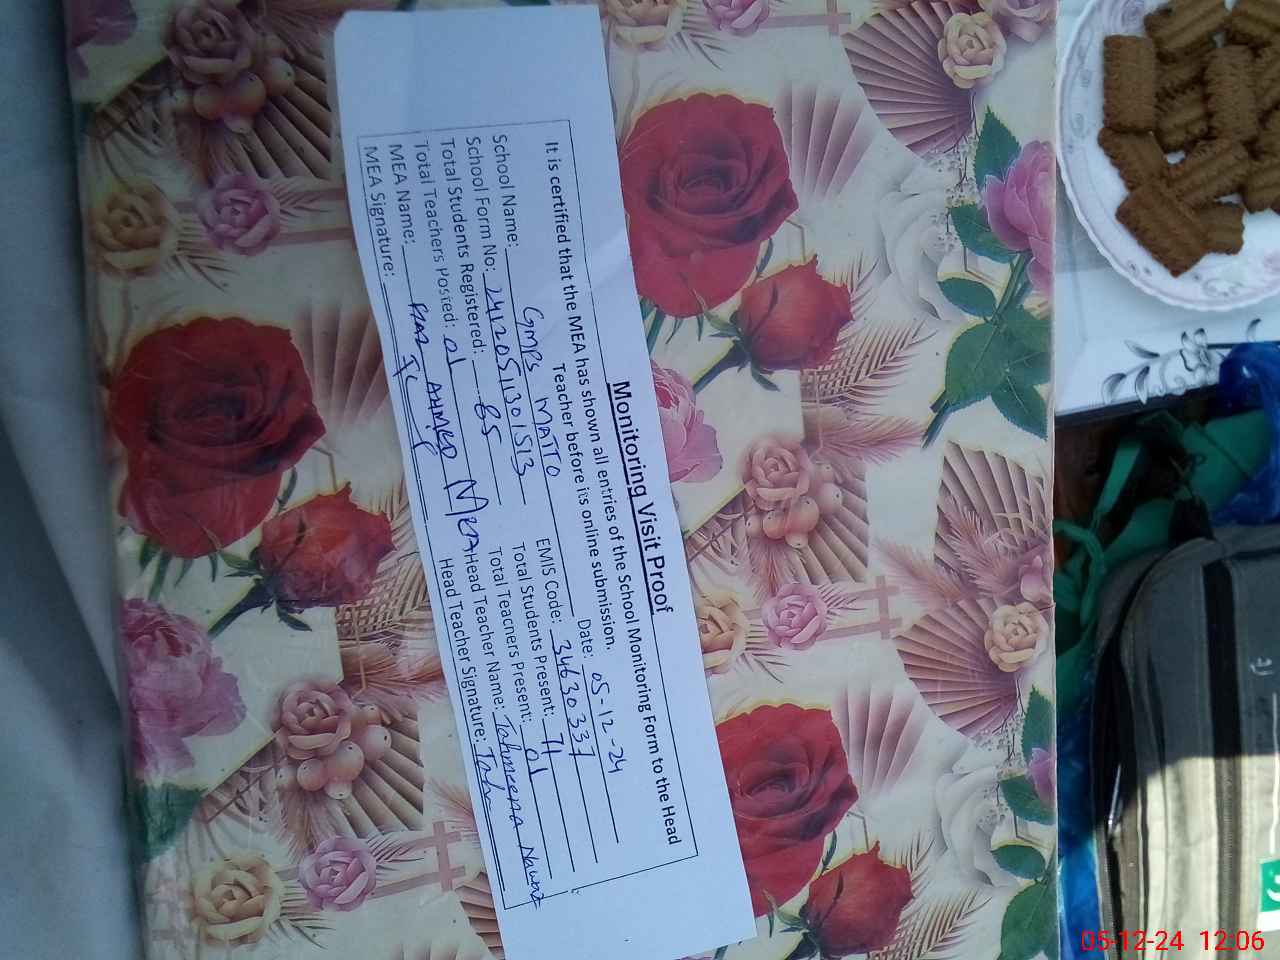 Monitoring Visit Proof
It is certified that the MEA has shown all entries of the School Monitoring Form to the Head
Teacher before its online submission.
Date: 05-12-24
School Name: GMPS MATTO EMIS Code: 34630337
School Form No: 24120511301513 Total Students Present: 71
Total Students Registered: 85 Total Teachers Present: 01
Total Teachers Posted: 01 Head Teacher Name: Tahmeena Nawaz
MEA Name: AHMED Head Teacher Signature:
MEA Signature:
05-12-24 12:06